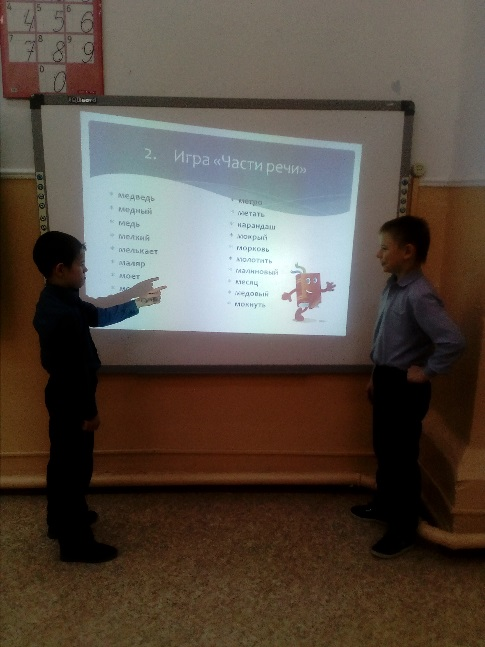 4 5 6
7 8 9
0
2. Игра «Части речи»
медведь
медный
медь
мелкий
мелькает
маляр
моет
метро
метать
карандаш
мокрый
морковь
молотить
малиновый
месяц
медовый
мокнуть